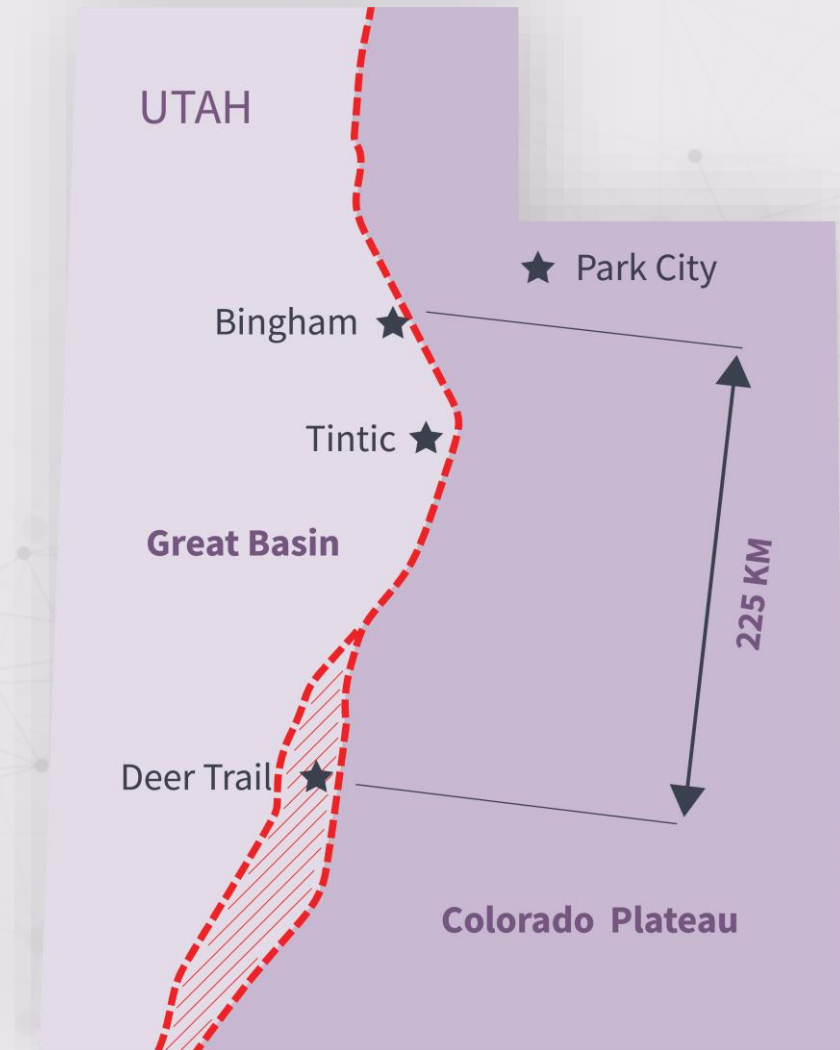 UTAH
Park City
Bingham
Tintic
Great Basin
225 KM
Deer Trail
Colorado Plateau